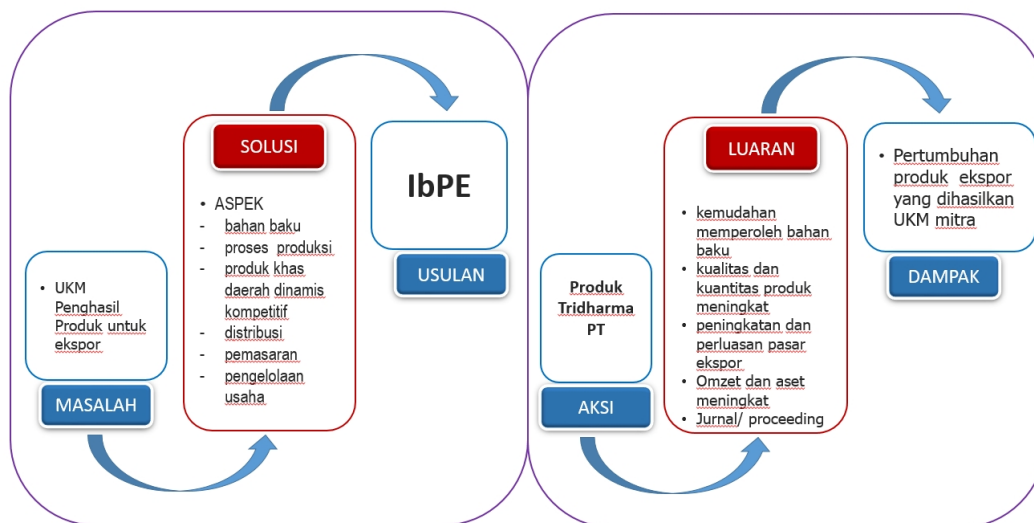 • UKM
Penghasil
Produk untuk
ekspor
MASALAH
SOLUSI
• ASPEK
- bahan baku
- proses produksi
- produk khas
daerah dinamis
kompetitif
- distribusi
- pemasaran
- pengelolaan
usaha
IbPE
USULAN
Produk
Tridharma
PT
AKSI
LUARAN
• kemudahan
memperoleh bahan
baku
• kualitas dan
kuantitas produk
meningkat
• peningkatan dan
perluasan pasar
ekspor
• Omzet dan aset
meningkat
• Jurnal/ proceeding
• Pertumbuhan
produk ekspor
yang dihasilkan
UKM mitra
DAMPAK